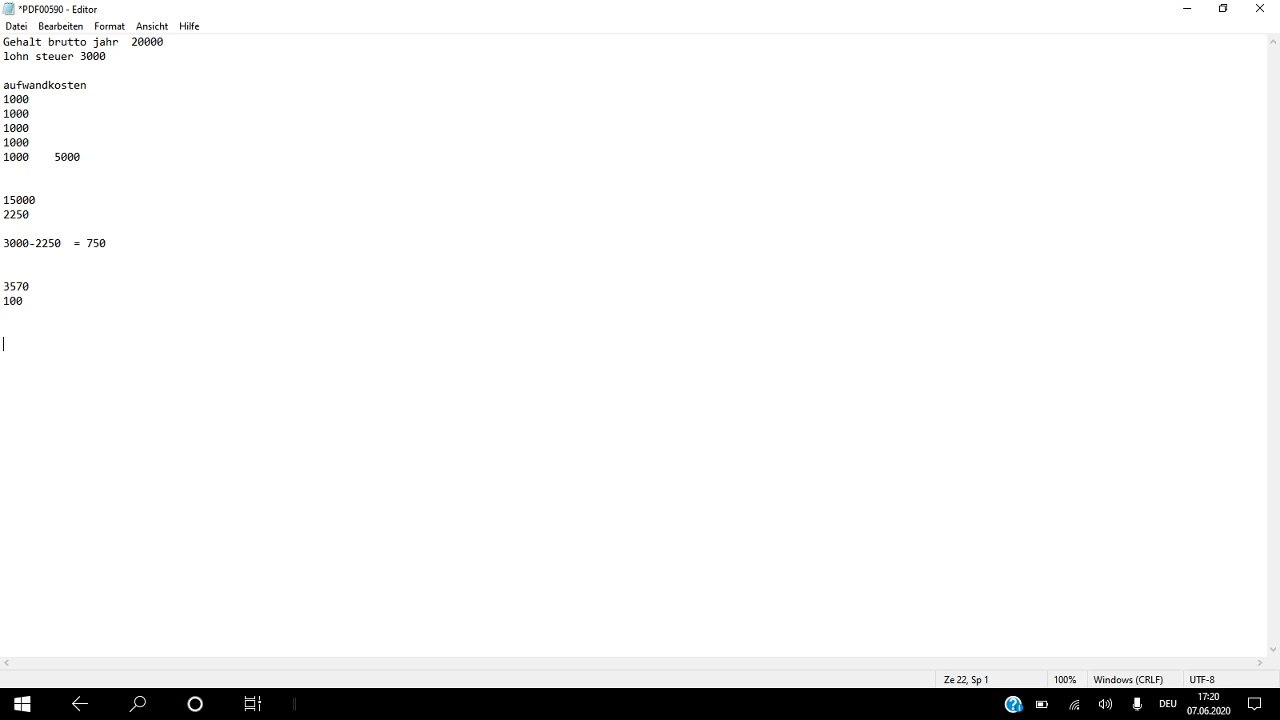 *PDF00590 - Editor
Datei Bearbeiten Format Ansicht Hilfe
Gehalt brutto jahr  20000
lohn steuer 3000
aufwandkosten
1000
1000
1000
1000
1000    5000
15000
2250
3000-2250  = 750
3570
100
Ze 22, Sp 1 100% Windows (CRLF) UTF-8
DEU 17:20
07.06.2020